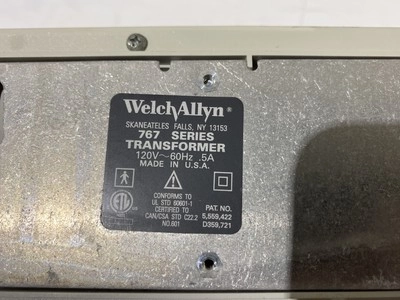 WelchAllyn®
SKANEATELES FALLS, NY 13153
767 SERIES
TRANSFORMER
120V~60Hz .5A
MADE IN U.S.A.
CONFORMS TO
UL STD 60601-1
CERTIFIED TO
CAN/CSA STD C22.2
NO.601
PAT. NO.
5,559,422
D359,721